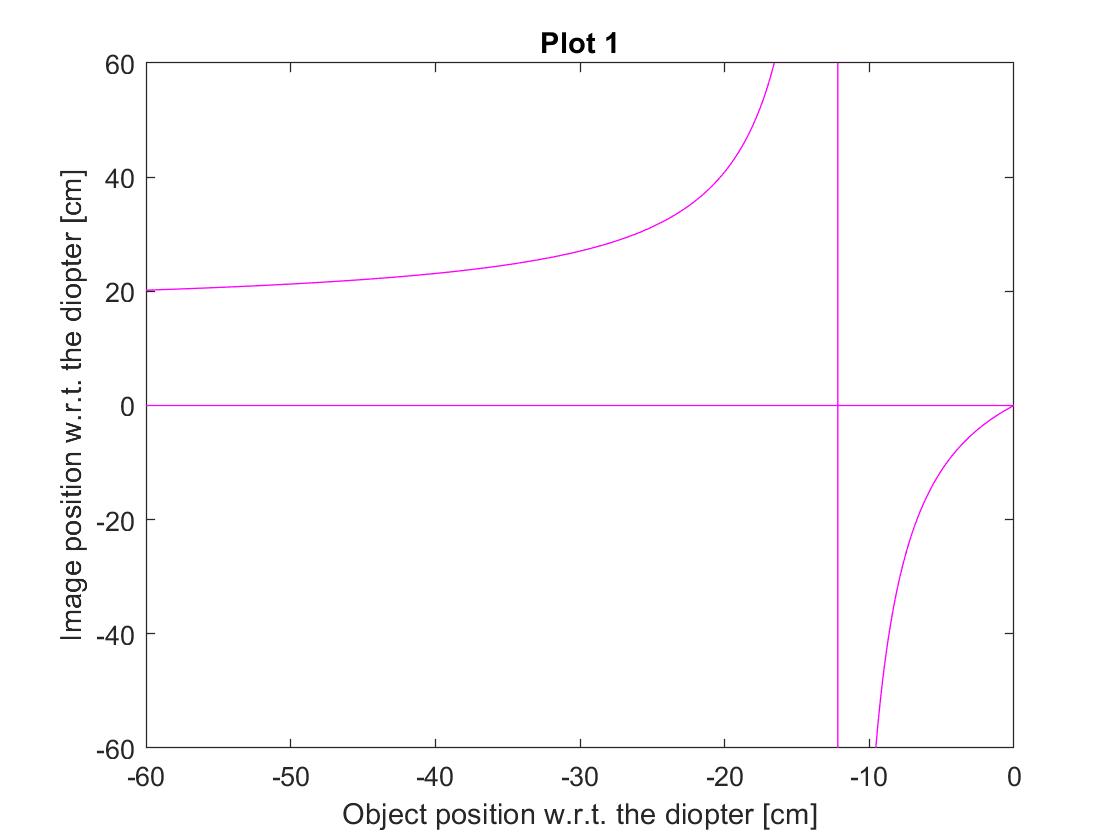 Plot 1
60
40
20
0
-20
-40
-60
Image position w.r.t. the diopter [cm]
-60 -50 -40 -30 -20 -10 0
Object position w.r.t. the diopter [cm]